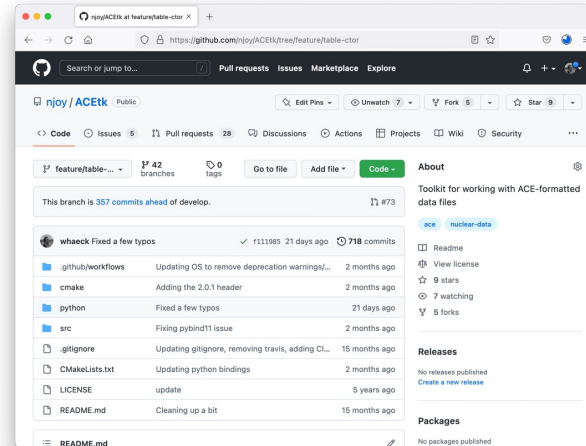 njoy/ACEtk at feature/table-ctor
https://github.com/njoy/ACEtk/tree/feature/table-ctor
Search or jump to... / Pull requests Issues Marketplace Explore
njoy / ACEtk Public Edit Pins Unwatch 7 Fork 5 Star 9
Code Issues 5 Pull requests 28 Discussions Actions Projects Wiki Security ...
feature/table-... 42 branches 0 tags Go to file Add file Code
This branch is 357 commits ahead of develop. #73
whaeck Fixed a few typos f111985 21 days ago 718 commits
.github/workflows Updating OS to remove deprecation warnings/... 2 months ago
cmake Adding the 2.0.1 header 2 months ago
python Fixed a few typos 21 days ago
src Fixing pybind11 issue 2 months ago
.gitignore Updating gitignore, removing travis, adding CI... 15 months ago
CMakeLists.txt Updating python bindings 2 months ago
LICENSE update 5 years ago
README.md Cleaning up a bit 15 months ago
README.md
About
Toolkit for working with ACE-formatted
data files
ace nuclear-data
Readme
View license
9 stars
7 watching
5 forks
Releases
No releases published
Create a new release
Packages
No packages published